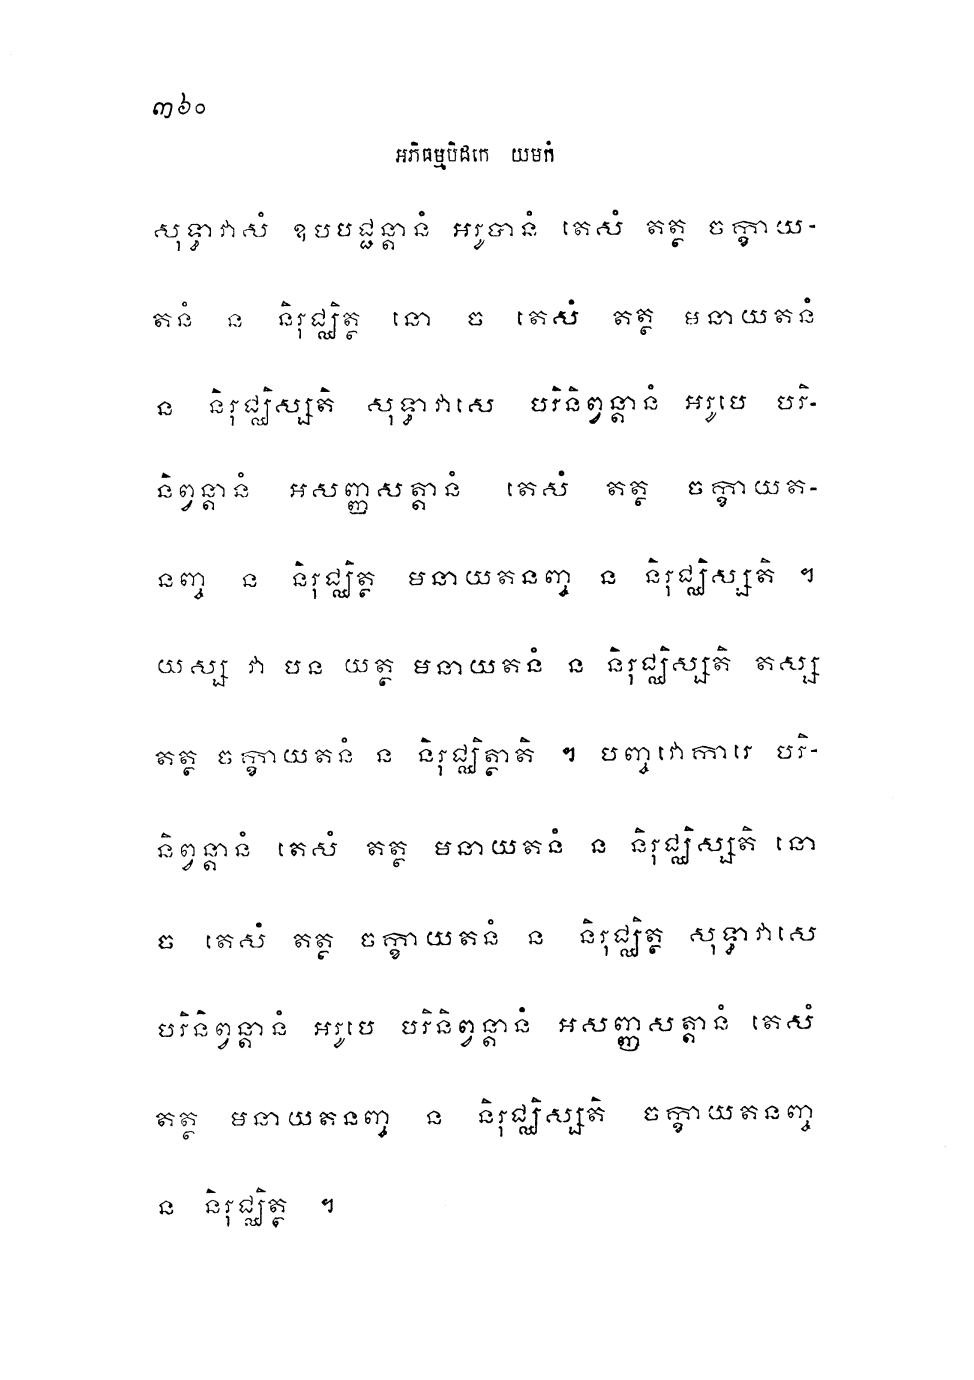 ៣៦០
អភិធម្មបិដកេ យមកំ
សុទ្ធាវាសំ ឧបបជ្ជន្តានំ អរូបានំ តេសំ តត្ថ ចក្ខាយ-
តនំ ន និរុជ្ឈិត្ថ នោ ច តេសំ តត្ថ មនាយតនំ
ន និរុជ្ឈិស្សតិ សុទ្ធាវាសេ បរិនិព្វន្តានំ អរូបេ បរិ-
និព្វន្តានំ អសញ្ញសត្តានំ តេសំ តត្ថ ចក្ខាយត-
នញ្ច ន និរុជ្ឈិត្ថ មនាយតនញ្ច ន និរុជ្ឈិស្សតិ ។
យស្ស វា បន យត្ថ មនាយតនំ ន និរុជ្ឈិស្សតិ តស្ស
តត្ថ ចក្ខាយតនំ ន និរុជ្ឈិត្ថាតិ ។ បញ្ចវោការេ បរិ-
និព្វន្តានំ តេសំ តត្ថ មនាយតនំ ន និរុជ្ឈិស្សតិ នោ
ច តេសំ តត្ថ ចក្ខាយតនំ ន និរុជ្ឈិត្ថ សុទ្ធាវាសេ
បរិនិព្វន្តានំ អរូបេ បរិនិព្វន្តានំ អសញ្ញសត្តានំ តេសំ
តត្ថ មនាយតនញ្ច ន និរុជ្ឈិស្សតិ ចក្ខាយតនញ្ច
ន និរុជ្ឈិត្ថ ។